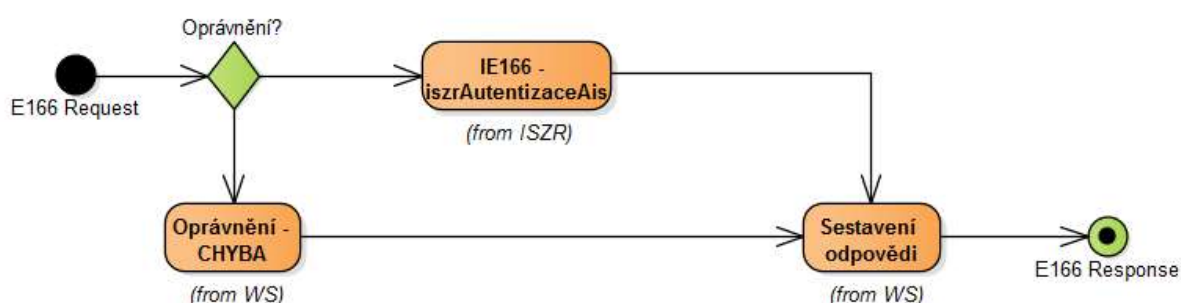 Oprávnění?
E166 Request
IE166 -
iszrAutentizaceAis
(from ISZR)
Oprávnění -
CHYBA
(from WS)
Sestavení
odpovědi
(from WS)
E166 Response